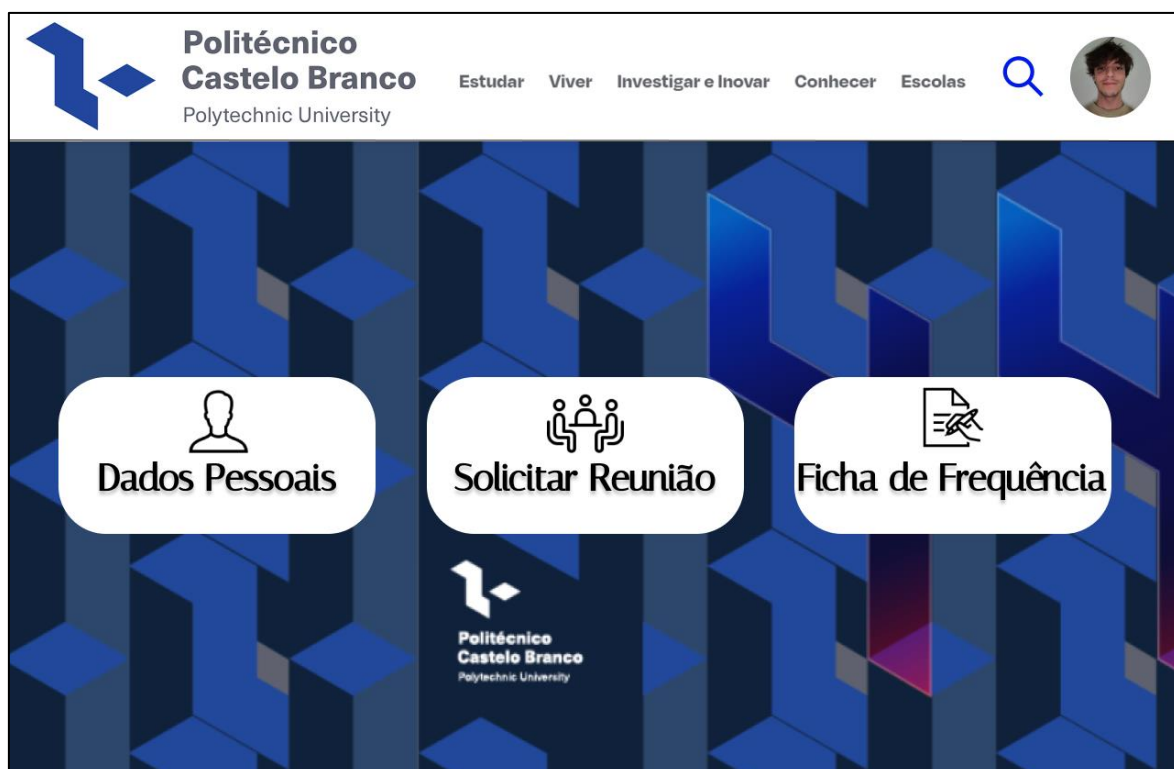 Politécnico
Castelo Branco
Polytechnic University
Estudar Viver Investigar e Inovar Conhecer Escolas
Dados Pessoais
Solicitar Reunião
Ficha de Frequência
Politécnico
Castelo Branco
Polytechnic University